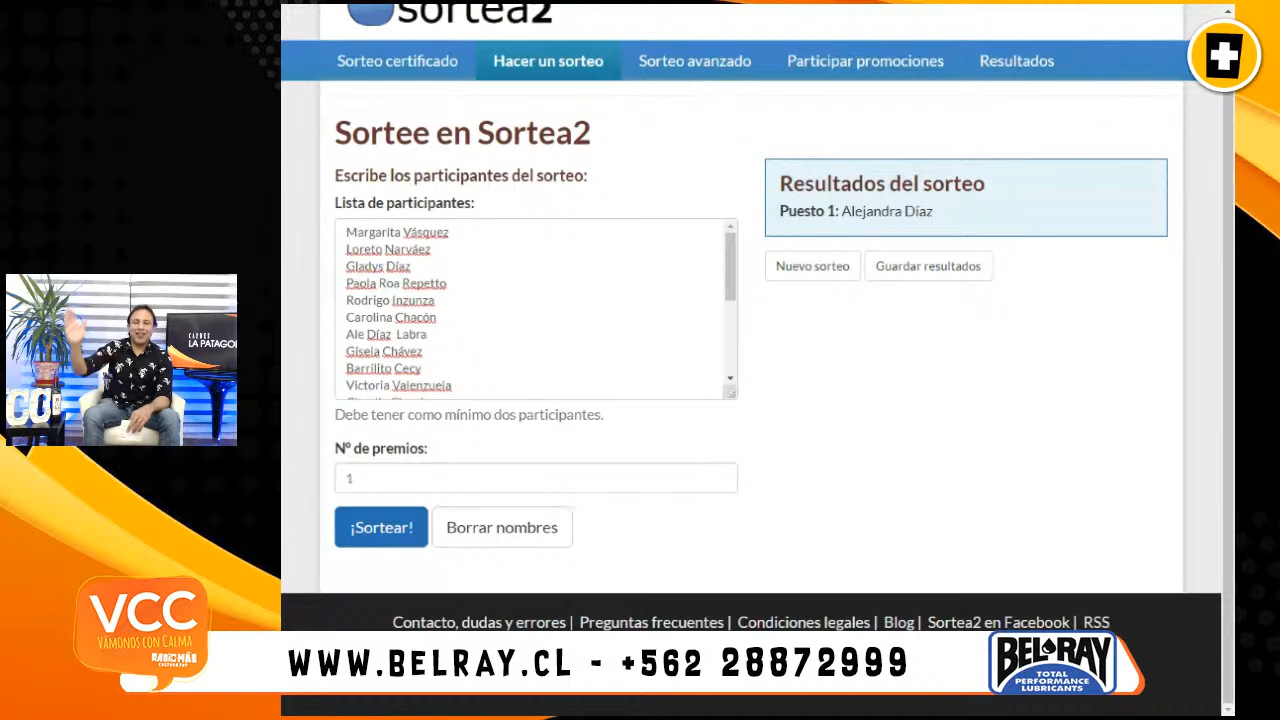 sortea2
Sorteo certificado
Hacer un sorteo
Sorteo avanzado
Participar promociones
Resultados
Sortee en Sortea2
Escribe los participantes del sorteo:
Lista de participantes:
Margarita Vásquez
Loreto Narváez
Gladys Díaz
Paola Roa Repetto
Rodrigo Inzunza
Carolina Chacón
Ale Díaz Labra
Gisela Chávez
Barrilito Cecy
Victoria Valenzuela
Debe tener como mínimo dos participantes.
N° de premios:
1
¡Sortear!
Borrar nombres
Resultados del sorteo
Puesto 1: Alejandra Díaz
Nuevo sorteo
Guardar resultados
CARNES
LA PATAGON
Contacto, dudas y errores | Preguntas frecuentes | Condiciones legales | Blog | Sortea2 en Facebook | RSS
VCC
VÁMONOS CON CALMA
RADIOMÁS
WWW.BELRAY.CL - +562 28872999
BEL-RAY
TOTAL
PERFORMANCE
LUBRICANTS